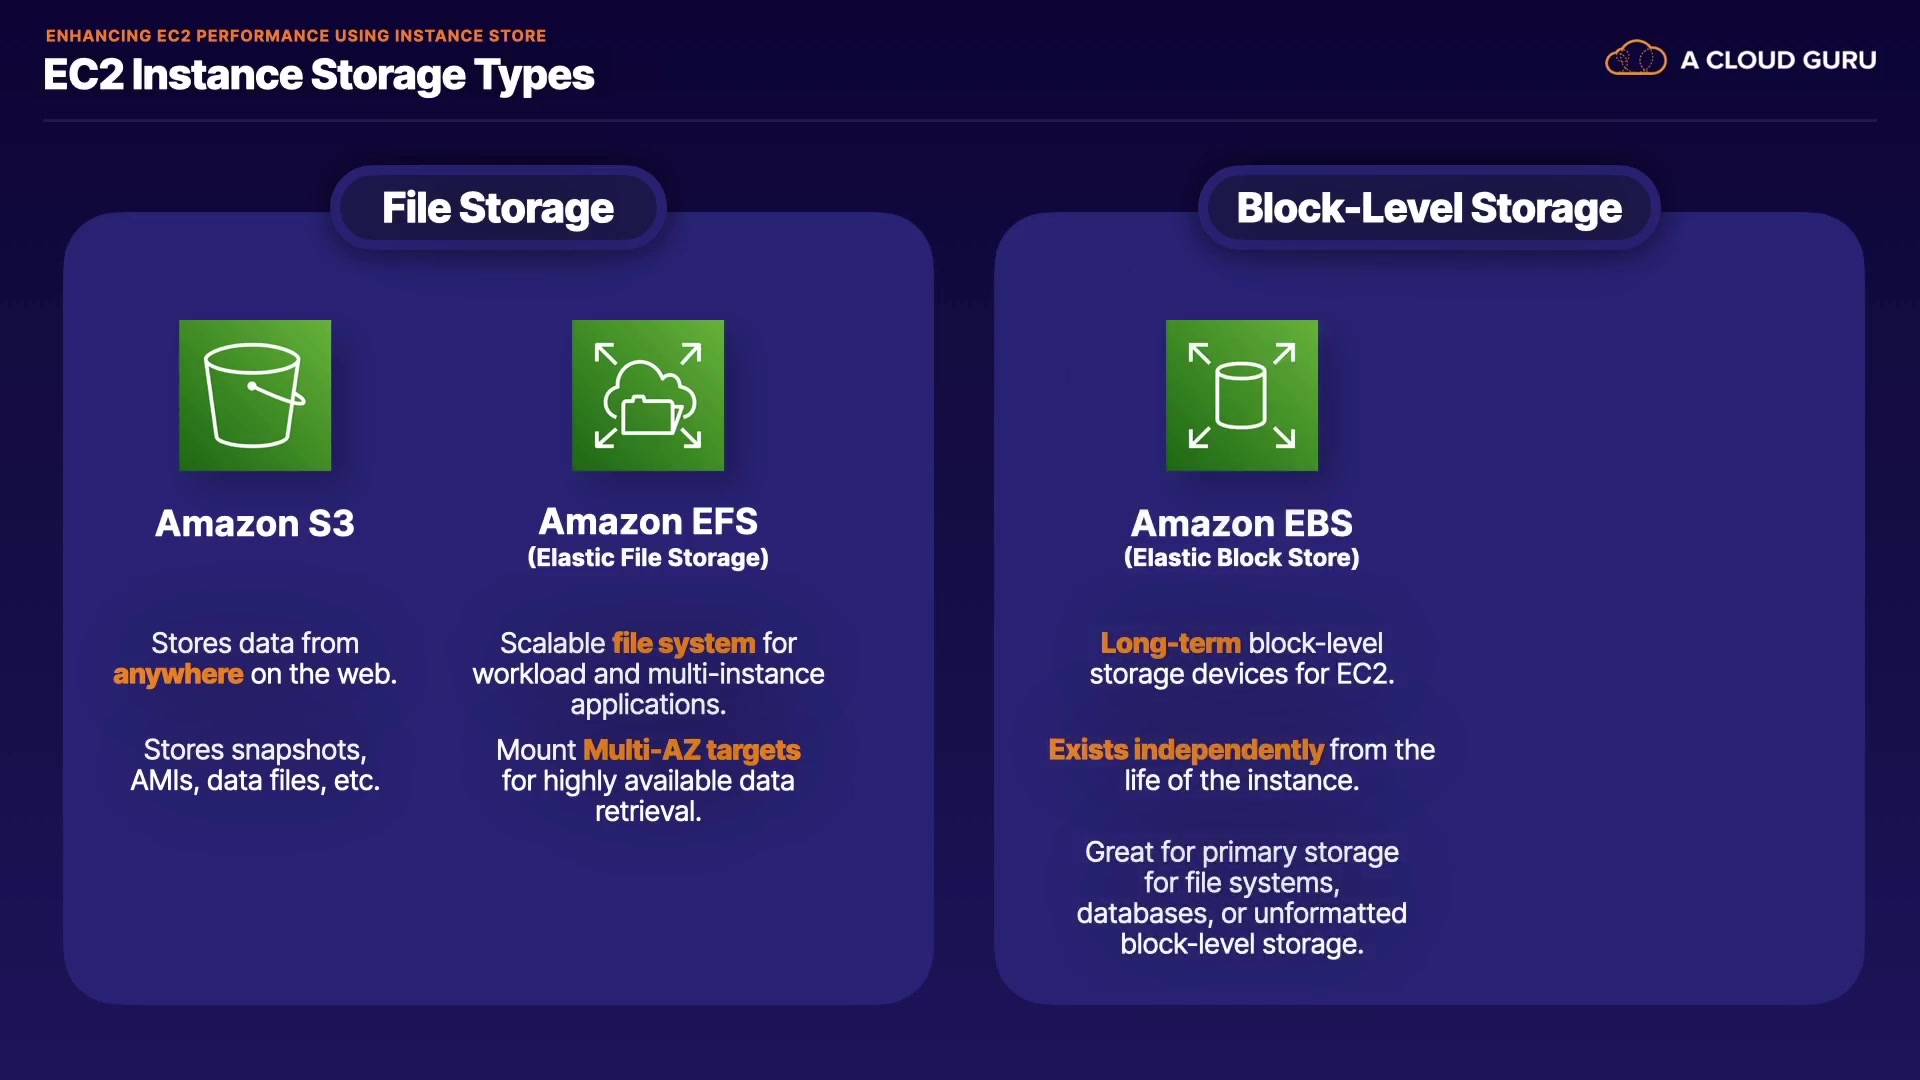 ENHANCING EC2 PERFORMANCE USING INSTANCE STORE
EC2 Instance Storage Types
A CLOUD GURU
File Storage
Amazon S3
Stores data from
anywhere on the web.
Stores snapshots,
AMIs, data files, etc.
Amazon EFS
(Elastic File Storage)
Scalable file system for
workload and multi-instance
applications.
Mount Multi-AZ targets
for highly available data
retrieval.
Block-Level Storage
Amazon EBS
(Elastic Block Store)
Long-term block-level
storage devices for EC2.
Exists independently from the
life of the instance.
Great for primary storage
for file systems,
databases, or unformatted
block-level storage.